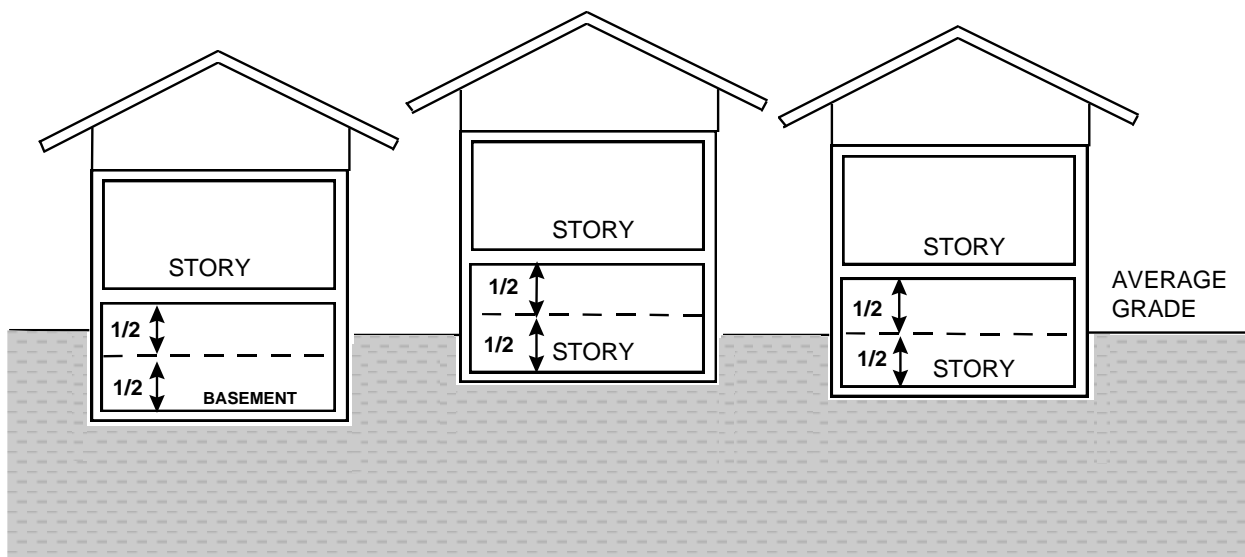 STORY
1/2
1/2
BASEMENT
STORY
1/2
1/2
STORY
STORY
1/2
1/2
STORY
AVERAGE
GRADE